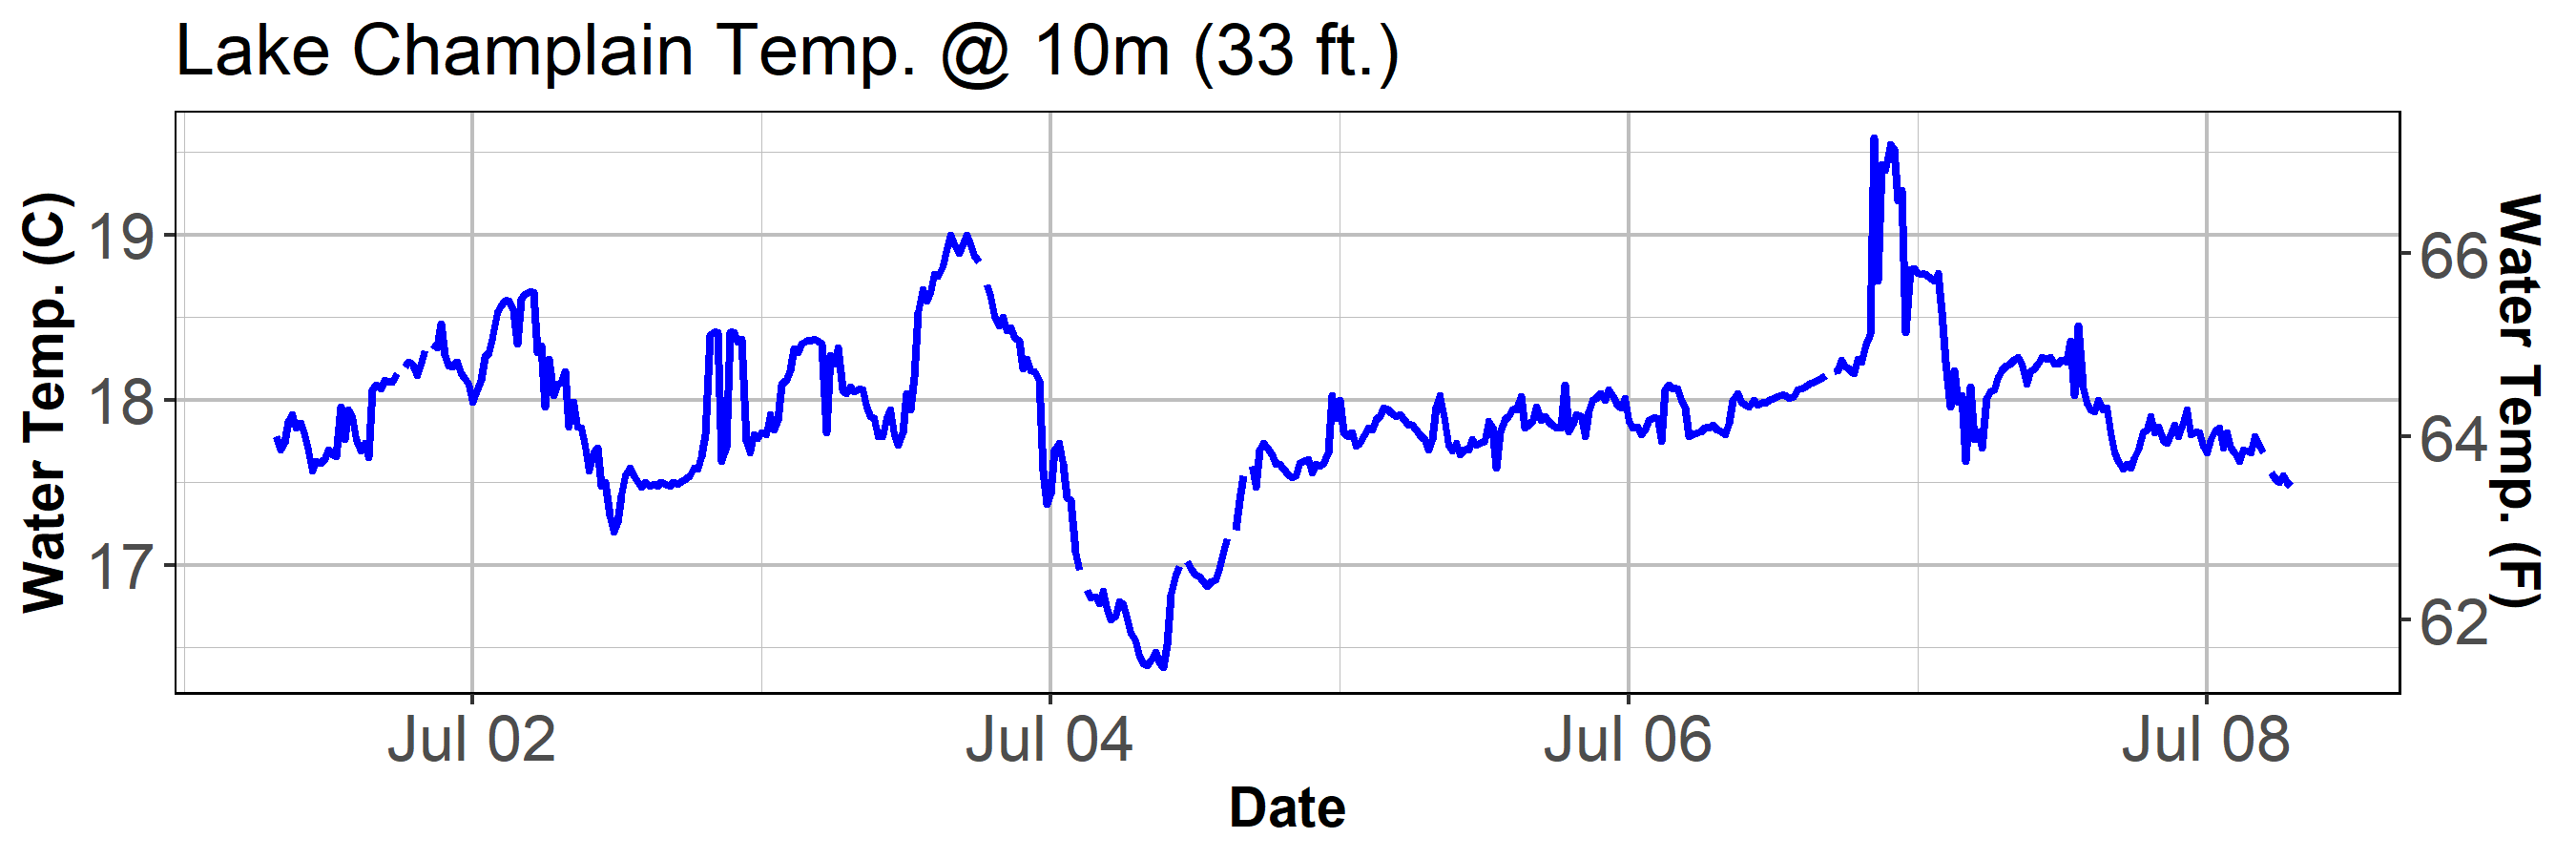 Lake Champlain Temp. @ 10m (33 ft.)
Water Temp. (C)
19
18
17
66
64
62
Water Temp. (F)
Jul 02
Jul 04
Jul 06
Jul 08
Date